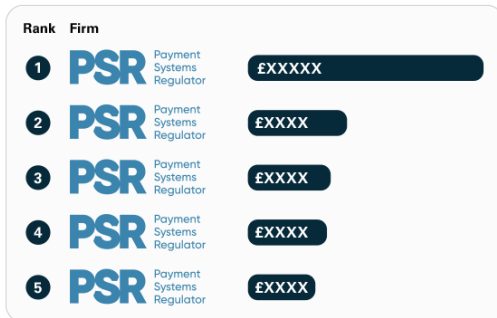 Rank Firm
1 PSR Payment Systems Regulator £XXXXX
2 PSR Payment Systems Regulator £XXXX
3 PSR Payment Systems Regulator £XXXX
4 PSR Payment Systems Regulator £XXXX
5 PSR Payment Systems Regulator £XXXX